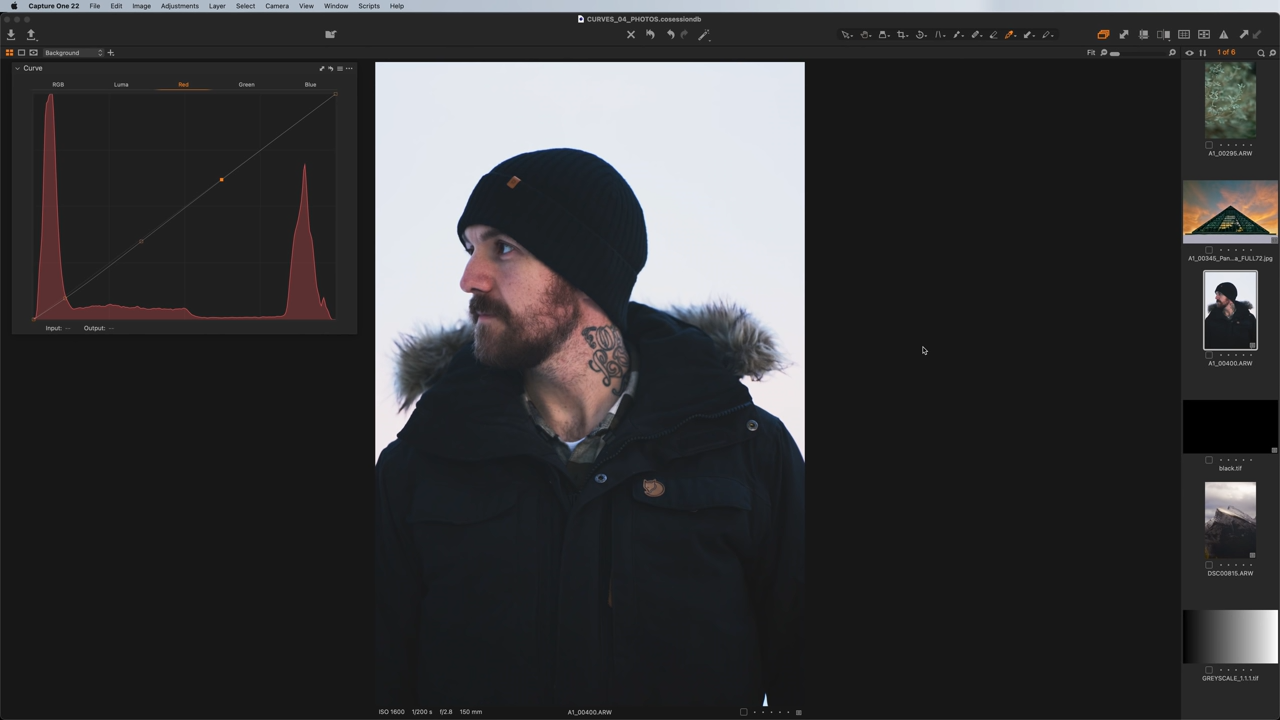 Capture One 22 File Edit Image Adjustments Layer Select Camera View Window Scripts Help
CURVES_04_PHOTOS.cosessiondb
Background
Fit
1 of 6
Curve
RGB Luma Red Green Blue
Input: -- Output: --
A1_00295.ARW
A1_00345_Pan...a_FULL72.jpg
A1_00400.ARW
black.tif
DSC00815.ARW
GREYSCALE_1.1.1.tif
ISO 1600 1/200 s f/2.8 150 mm A1_00400.ARW